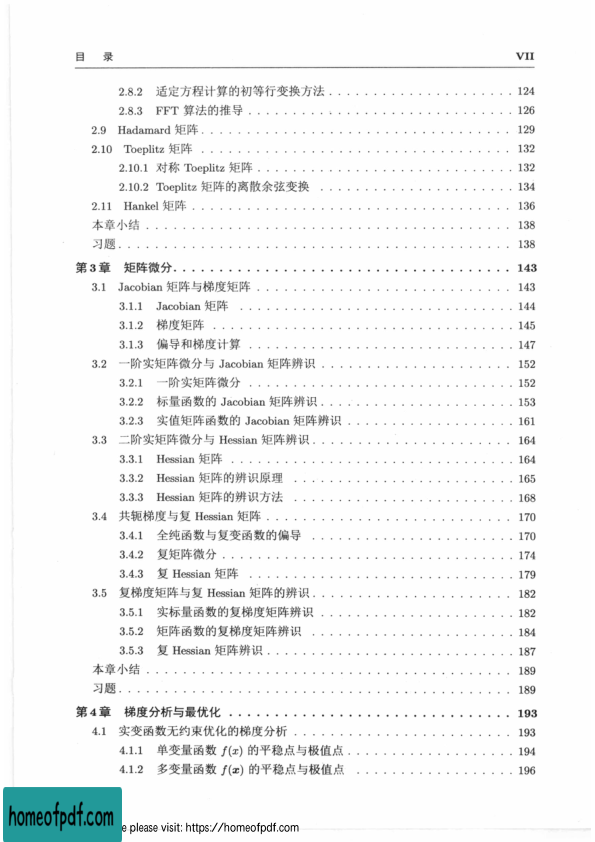 目 录 VII
2.8.2 适定方程计算的初等行变换方法 124
2.8.3 FFT 算法的推导 126
2.9 Hadamard 矩阵 129
2.10 Toeplitz 矩阵 132
2.10.1 对称 Toeplitz 矩阵 132
2.10.2 Toeplitz 矩阵的离散余弦变换 134
2.11 Hankel 矩阵 136
本章小结 138
习题 138
第 3 章 矩阵微分 143
3.1 Jacobian 矩阵与梯度矩阵 143
3.1.1 Jacobian 矩阵 144
3.1.2 梯度矩阵 145
3.1.3 偏导和梯度计算 147
3.2 一阶实矩阵微分与 Jacobian 矩阵辨识 152
3.2.1 一阶实矩阵微分 152
3.2.2 标量函数的 Jacobian 矩阵辨识 153
3.2.3 实值矩阵函数的 Jacobian 矩阵辨识 161
3.3 二阶实矩阵微分与 Hessian 矩阵辨识 164
3.3.1 Hessian 矩阵 164
3.3.2 Hessian 矩阵的辨识原理 165
3.3.3 Hessian 矩阵的辨识方法 168
3.4 共轭梯度与复 Hessian 矩阵 170
3.4.1 全纯函数与复变函数的偏导 170
3.4.2 复矩阵微分 174
3.4.3 复 Hessian 矩阵 179
3.5 复梯度矩阵与复 Hessian 矩阵的辨识 182
3.5.1 实标量函数的复梯度矩阵辨识 182
3.5.2 矩阵函数的复梯度矩阵辨识 184
3.5.3 复 Hessian 矩阵辨识 187
本章小结 189
习题 189
第 4 章 梯度分析与最优化 193
4.1 实变函数无约束优化的梯度分析 193
4.1.1 单变量函数 f(x) 的平稳点与极值点 194
4.1.2 多变量函数 f(x) 的平稳点与极值点 196
homeofpdf.com
please visit: https://homeofpdf.com